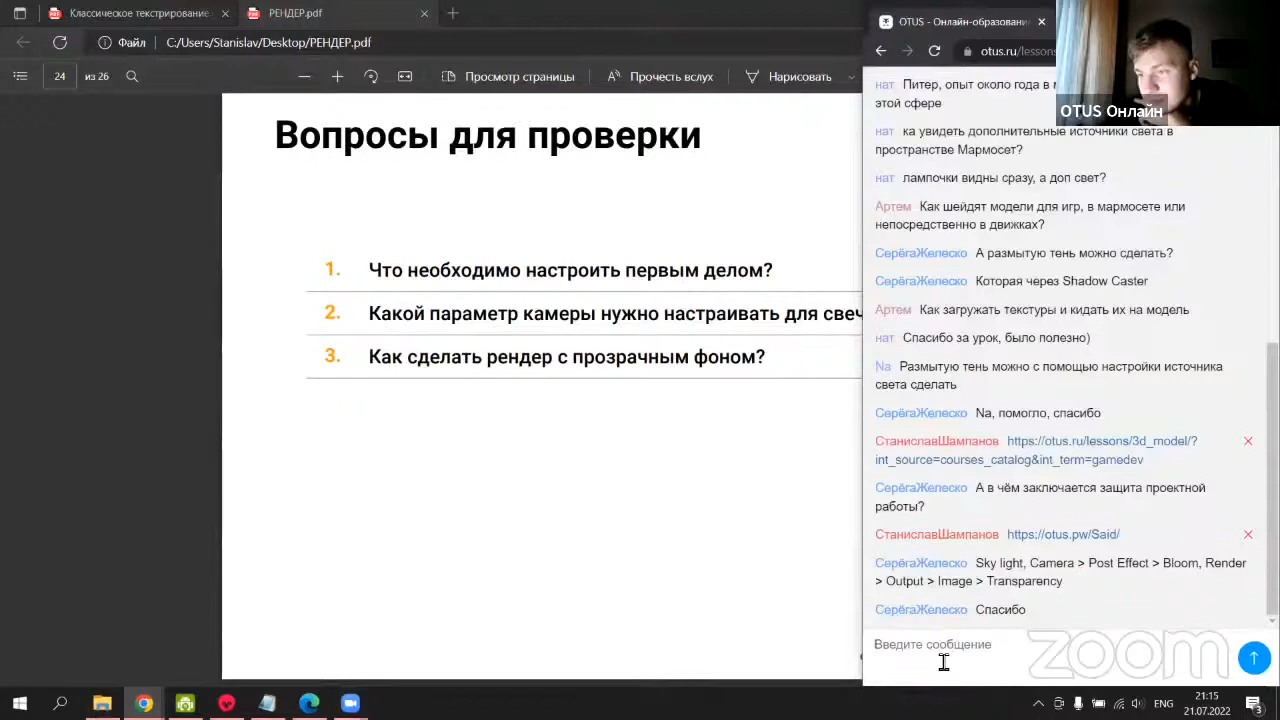 Классическое тестирование
РЕНДЕР.pdf
OTUS - Онлайн-образован
Файл C:/Users/Stanislav/Desktop/РЕНДЕР.pdf
otus.ru/lessons
24 из 26
Просмотр страницы
Прочесть вслух
Нарисовать
OTUS Онлайн
Вопросы для проверки
1. Что необходимо настроить первым делом?
2. Какой параметр камеры нужно настраивать для свеч
3. Как сделать рендер с прозрачным фоном?
нат Питер, опыт около года в
этой сфере
нат ка увидеть дополнительные источники света в
пространстве Мармосет?
нат лампочки видны сразу, а доп свет?
Артем Как шейдят модели для игр, в мармосете или
непосредственно в движках?
СерёгаЖелеско А размытую тень можно сделать?
СерёгаЖелеско Которая через Shadow Caster
Артем Как загружать текстуры и кидать их на модель
нат Спасибо за урок, было полезно)
Na Размытую тень можно с помощью настройки источника
света сделать
СерёгаЖелеско Na, помогло, спасибо
СтаниславШампанов https://otus.ru/lessons/3d_model/?
int_source=courses_catalog&int_term=gamedev
СерёгаЖелеско А в чём заключается защита проектной
работы?
СтаниславШампанов https://otus.pw/Said/
СерёгаЖелеско Sky light, Camera > Post Effect > Bloom, Render
> Output > Image > Transparency
СерёгаЖелеско Спасибо
Введите сообщение
zoom
ENG
21:15
21.07.2022
3